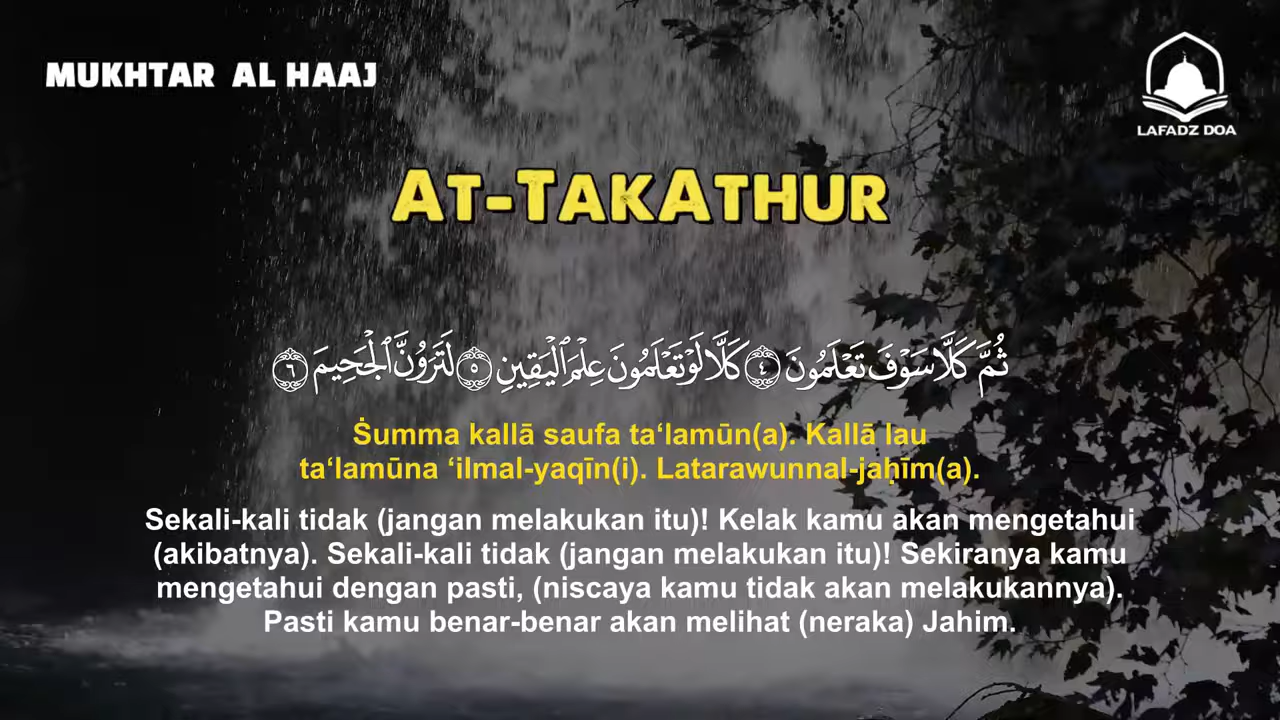 MUKHTAR AL HAAJ
LAFADZ DOA
AT-TAKATHUR
ثُمَّ كَلَّا سَوْفَ تَعْلَمُونَ ٤ كَلَّا لَوْ تَعْلَمُونَ عِلْمَ ٱلْيَقِينِ ٥ لَتَرَوُنَّ ٱلْجَحِيمَ ٦
Ṡumma kallā saufa ta‘lamūn(a). Kallā lau
ta‘lamūna ‘ilmal-yaqīn(i). Latarawunnal-jaḥīm(a).
Sekali-kali tidak (jangan melakukan itu)! Kelak kamu akan mengetahui
(akibatnya). Sekali-kali tidak (jangan melakukan itu)! Sekiranya kamu
mengetahui dengan pasti, (niscaya kamu tidak akan melakukannya).
Pasti kamu benar-benar akan melihat (neraka) Jahim.